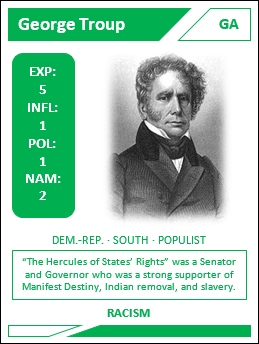 George Troup
GA
EXP:
5
INFL:
1
POL:
1
NAM:
2
DEM.-REP. · SOUTH · POPULIST
“The Hercules of States’ Rights” was a Senator
and Governor who was a strong supporter of
Manifest Destiny, Indian removal, and slavery.
RACISM